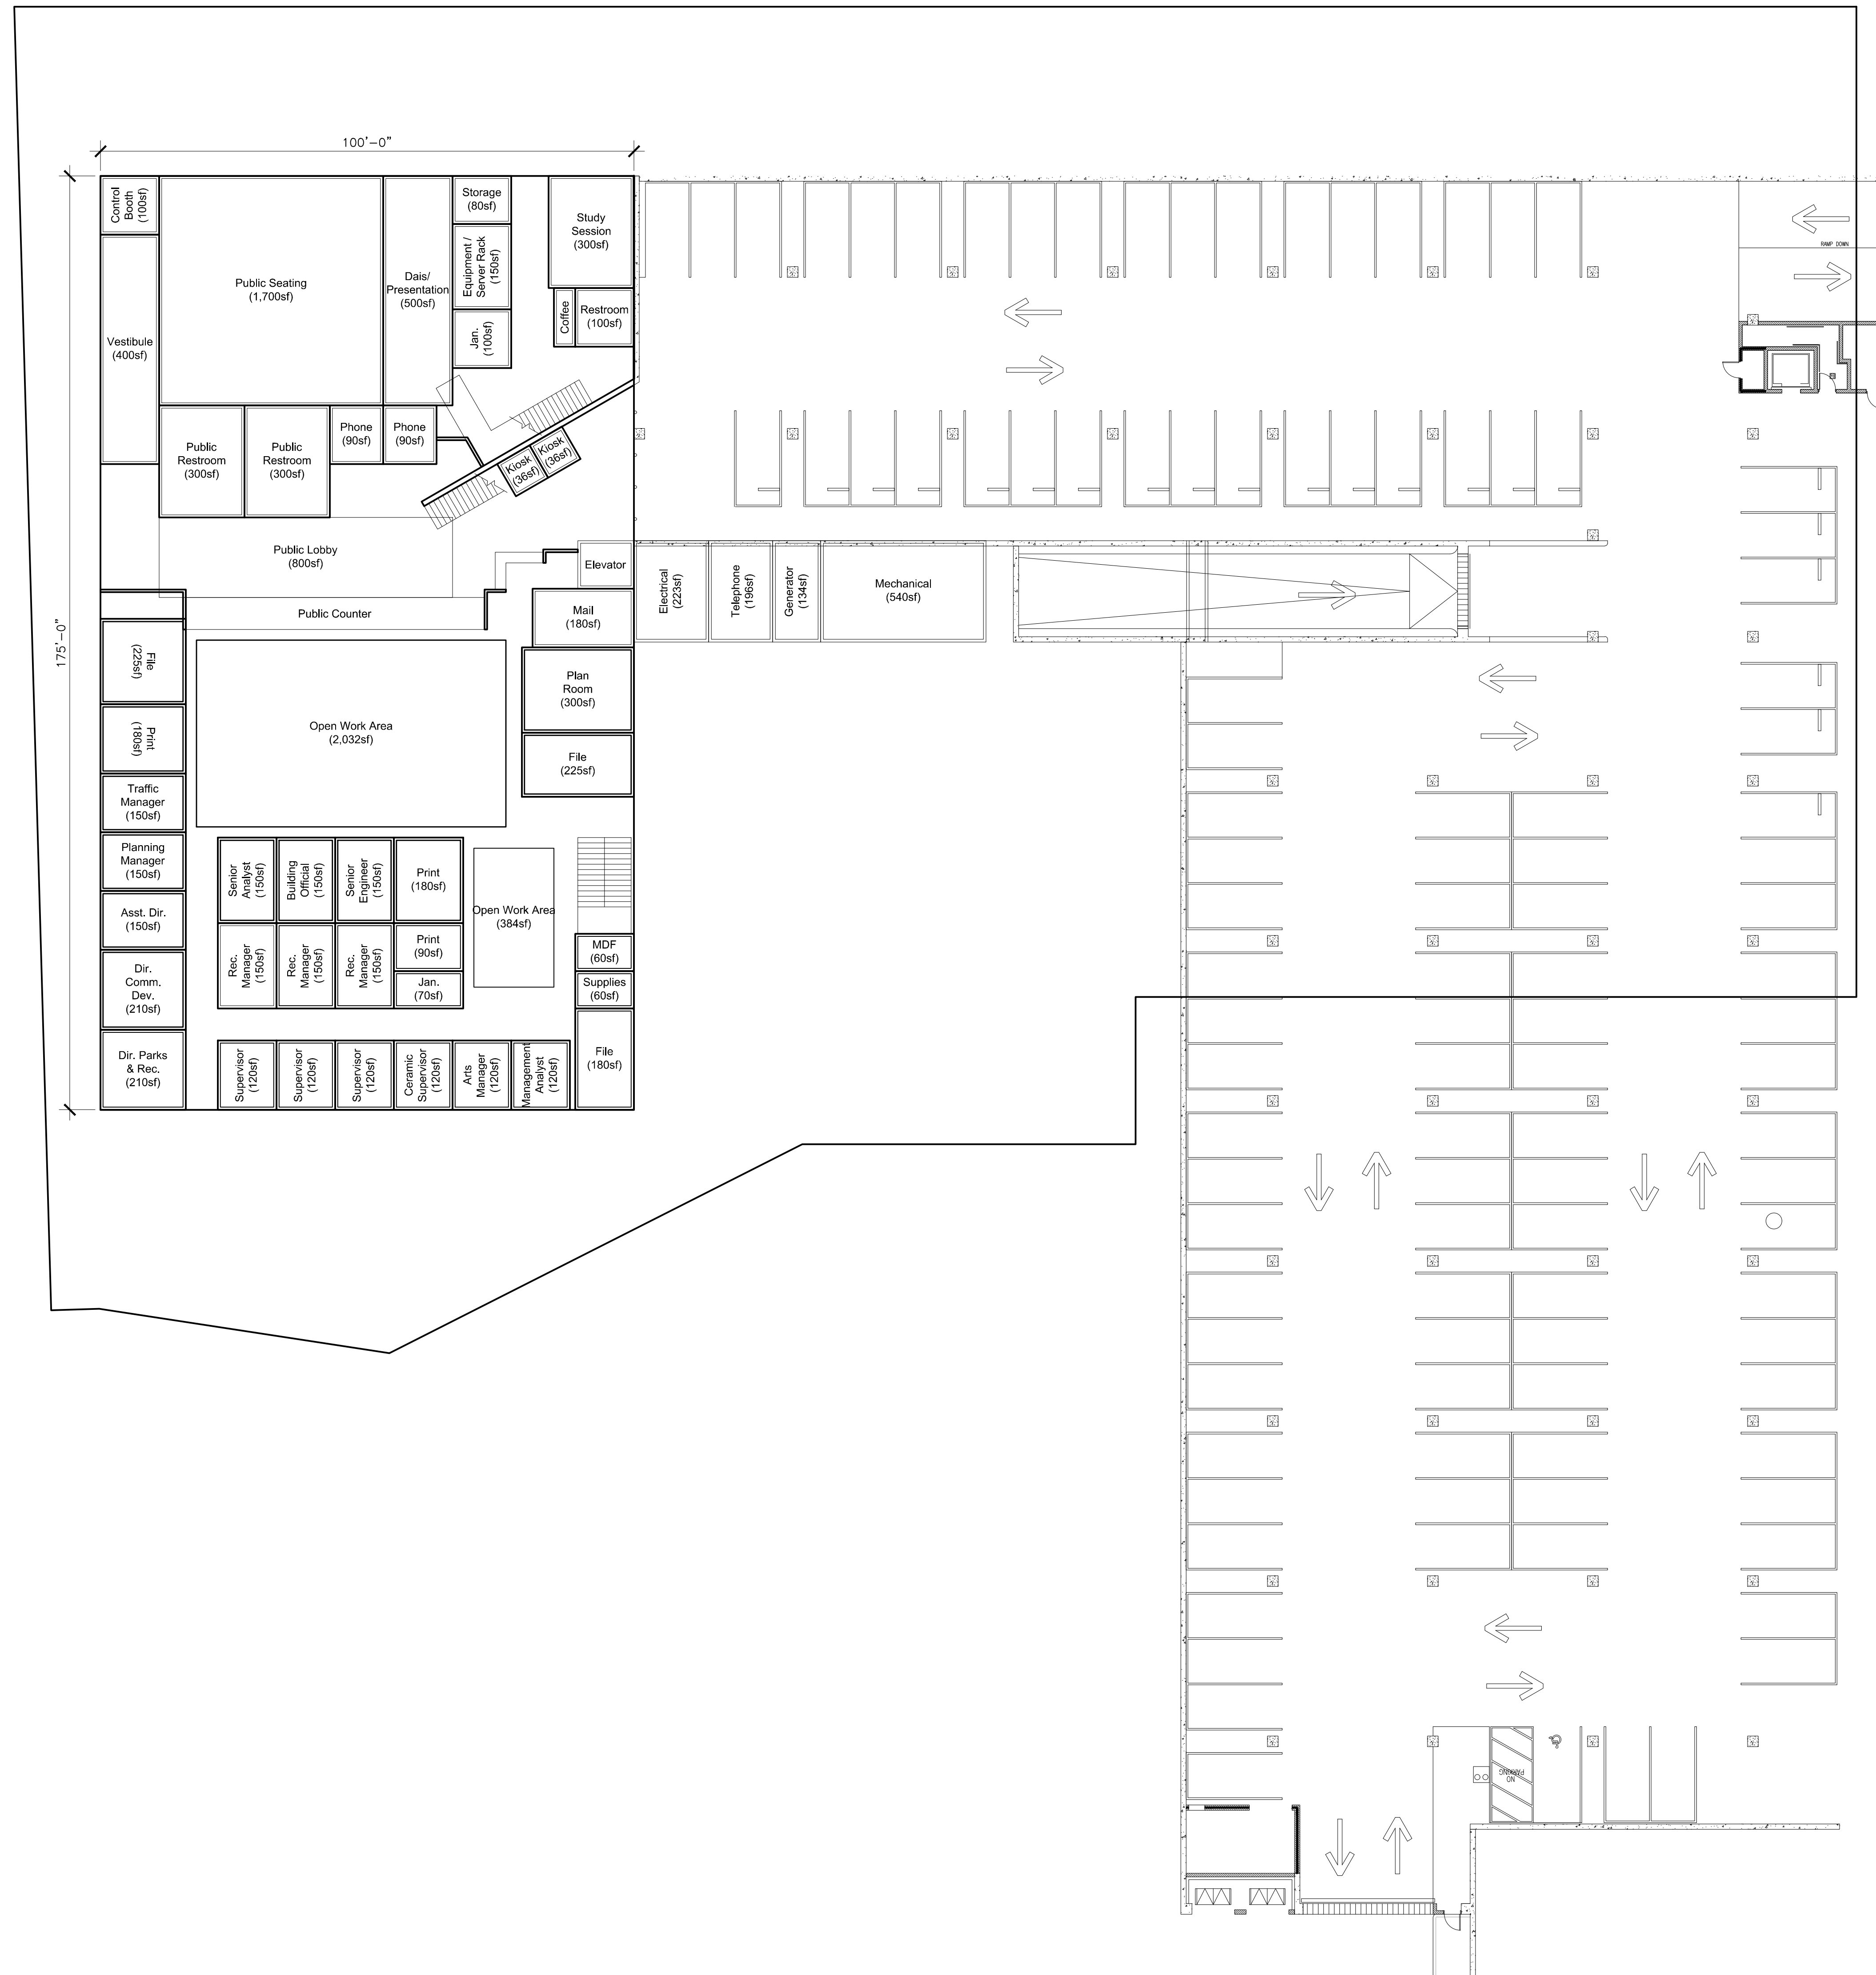 100'-0"
175'-0"
Control
Booth
(100sf)
Public Seating
(1,700sf)
Dais/
Presentation
(500sf)
Storage
(80sf)
Equipment /
Server Rack
(150sf)
Jan.
(100sf)
Study
Session
(300sf)
Coffee
Restroom
(100sf)
Vestibule
(400sf)
Public
Restroom
(300sf)
Public
Restroom
(300sf)
Phone
(90sf)
Phone
(90sf)
Kiosk
(36sf)
Kiosk
(36sf)
RAMP DOWN
Public Lobby
(800sf)
Elevator
Electrical
(223sf)
Telephone
(196sf)
Generator
(134sf)
Mechanical
(540sf)
Public Counter
Mail
(180sf)
File
(225sf)
Plan
Room
(300sf)
Print
(180sf)
Open Work Area
(2,032sf)
File
(225sf)
Traffic
Manager
(150sf)
Planning
Manager
(150sf)
Senior
Analyst
(150sf)
Building
Official
(150sf)
Senior
Engineer
(150sf)
Print
(180sf)
Open Work Area
(384sf)
Asst. Dir.
(150sf)
Rec.
Manager
(150sf)
Rec.
Manager
(150sf)
Rec.
Manager
(150sf)
Print
(90sf)
MDF
(60sf)
Dir.
Comm.
Dev.
(210sf)
Jan.
(70sf)
Supplies
(60sf)
Dir. Parks
& Rec.
(210sf)
Supervisor
(120sf)
Supervisor
(120sf)
Supervisor
(120sf)
Ceramic
Supervisor
(120sf)
Arts
Manager
(120sf)
Management
Analyst
(120sf)
File
(180sf)
NO
PARKING